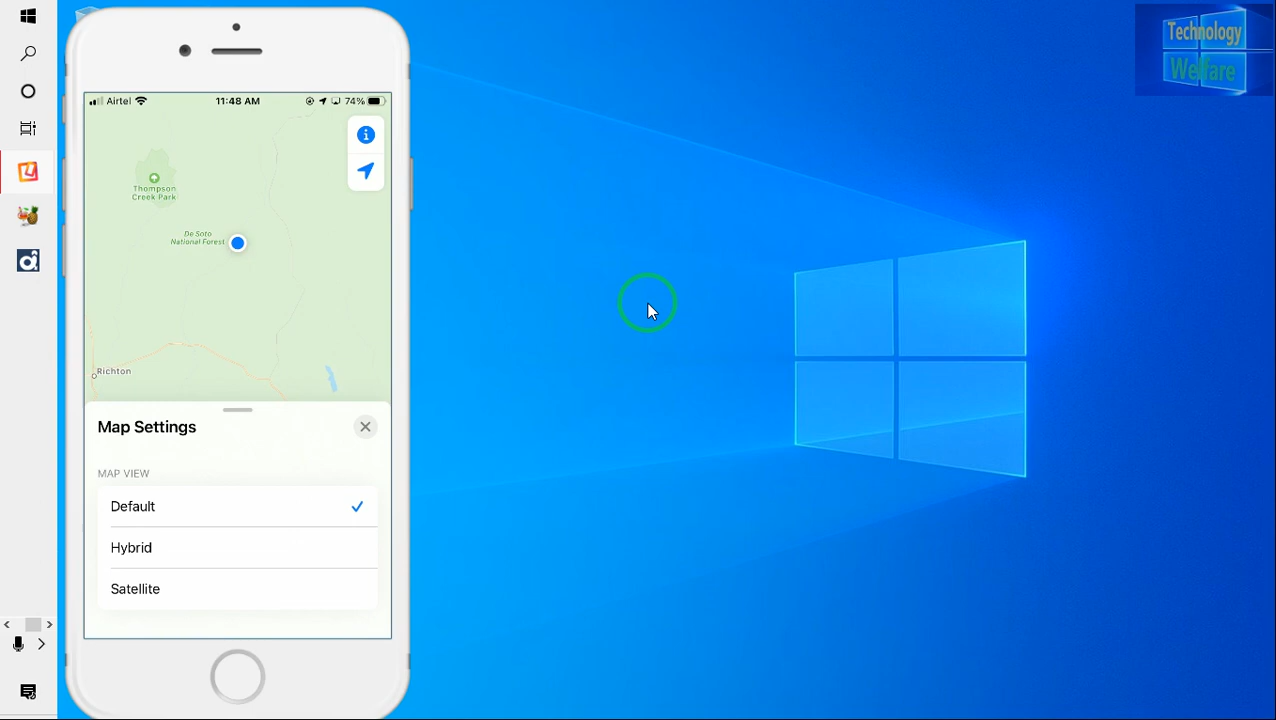 Technology
Welfare
Airtel
11:48 AM
74%
Thompson
Creek Park
De Soto
National Forest
Richton
Map Settings
MAP VIEW
Default
Hybrid
Satellite